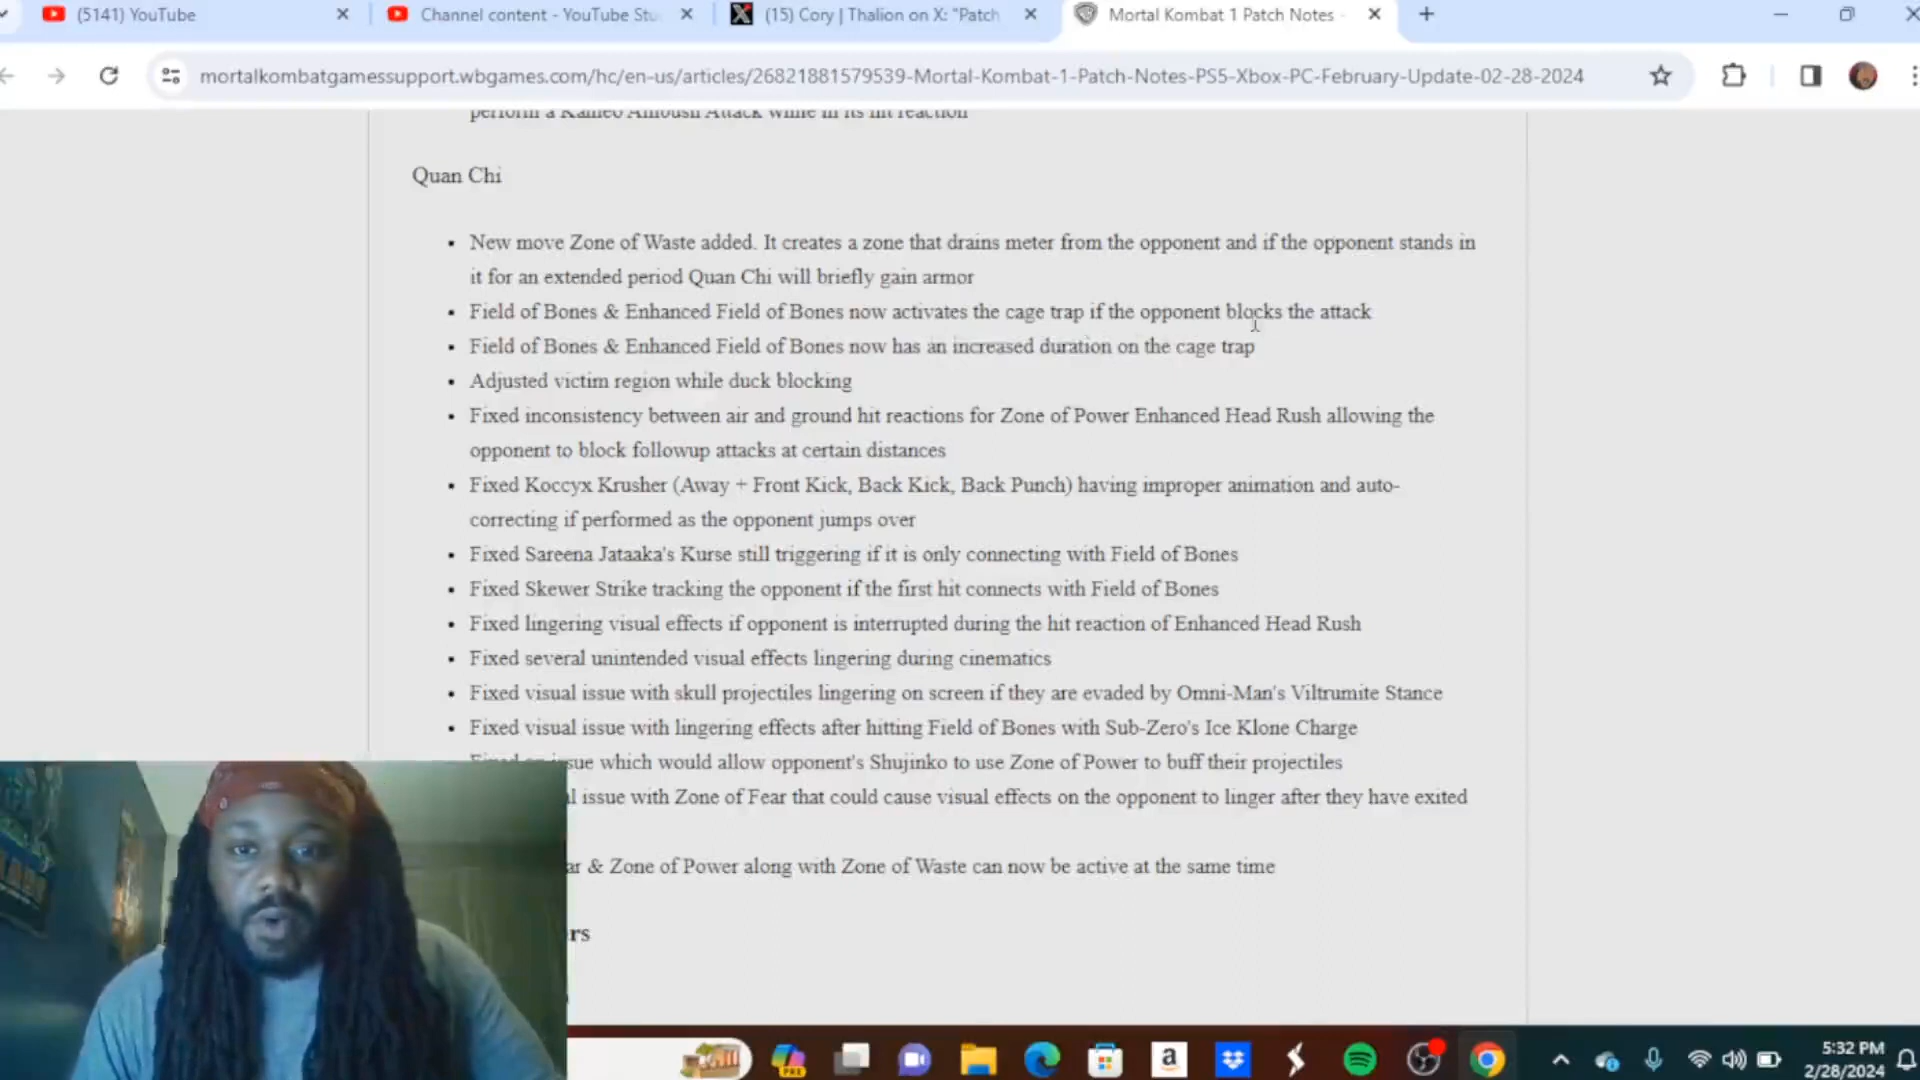 (5141) YouTube
Channel content - YouTube Stu
(15) Cory | Thalion on X: "Patch
Mortal Kombat 1 Patch Notes -
mortalkombatgamessupport.wbgames.com/hc/en-us/articles/26821881579539-Mortal-Kombat-1-Patch-Notes-PS5-Xbox-PC-February-Update-02-28-2024
perform a Kameo Ambush Attack while in its hit reaction
Quan Chi
• New move Zone of Waste added. It creates a zone that drains meter from the opponent and if the opponent stands in
it for an extended period Quan Chi will briefly gain armor
• Field of Bones & Enhanced Field of Bones now activates the cage trap if the opponent blocks the attack
• Field of Bones & Enhanced Field of Bones now has an increased duration on the cage trap
• Adjusted victim region while duck blocking
• Fixed inconsistency between air and ground hit reactions for Zone of Power Enhanced Head Rush allowing the
opponent to block followup attacks at certain distances
• Fixed Koccyx Krusher (Away + Front Kick, Back Kick, Back Punch) having improper animation and auto-
correcting if performed as the opponent jumps over
• Fixed Sareena Jataaka's Kurse still triggering if it is only connecting with Field of Bones
• Fixed Skewer Strike tracking the opponent if the first hit connects with Field of Bones
• Fixed lingering visual effects if opponent is interrupted during the hit reaction of Enhanced Head Rush
• Fixed several unintended visual effects lingering during cinematics
• Fixed visual issue with skull projectiles lingering on screen if they are evaded by Omni-Man's Viltrumite Stance
• Fixed visual issue with lingering effects after hitting Field of Bones with Sub-Zero's Ice Klone Charge
sue which would allow opponent's Shujinko to use Zone of Power to buff their projectiles
l issue with Zone of Fear that could cause visual effects on the opponent to linger after they have exited
ar & Zone of Power along with Zone of Waste can now be active at the same time
rs
PRE
a
5:32 PM
2/28/2024